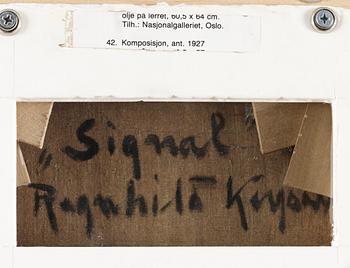 olje på lerret, 60,5 x 64 cm.
Tilh.: Nasjonalgalleriet, Oslo.
42. Komposisjon, ant. 1927
„Signal"
Ragnhild Keyser